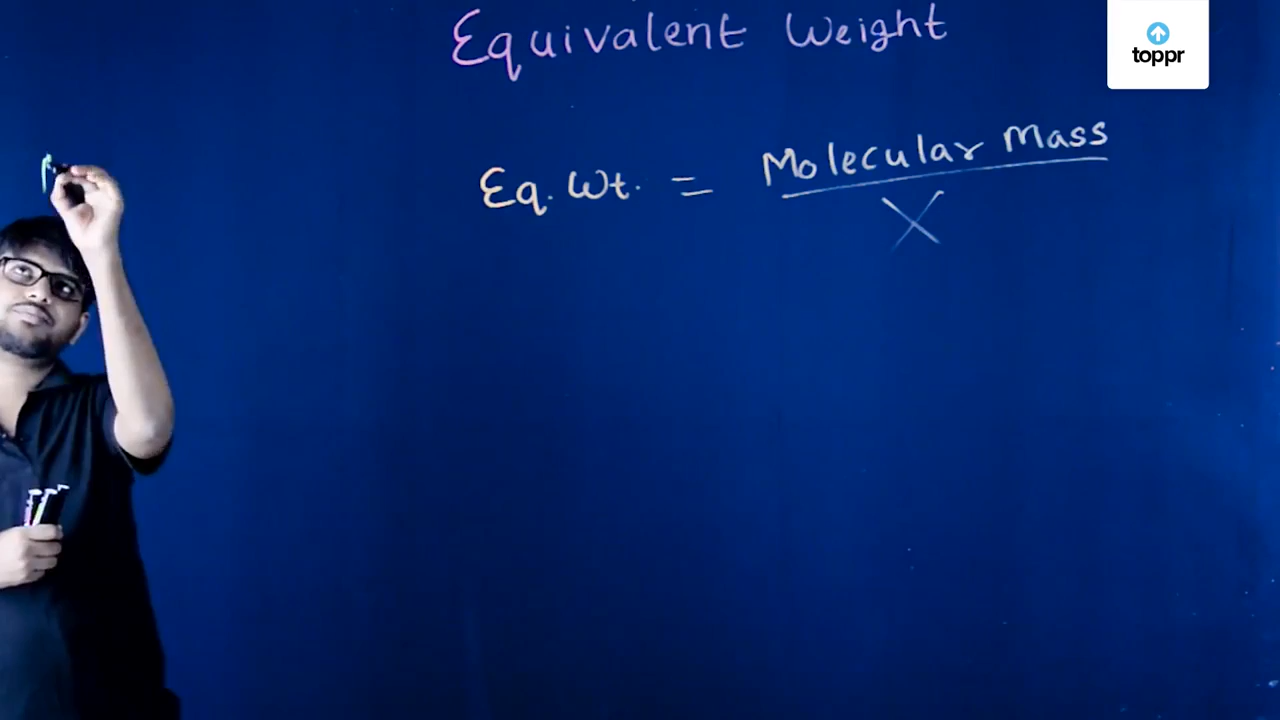 Equivalent Weight
toppr
Eq. Wt. = Molecular Mass
X